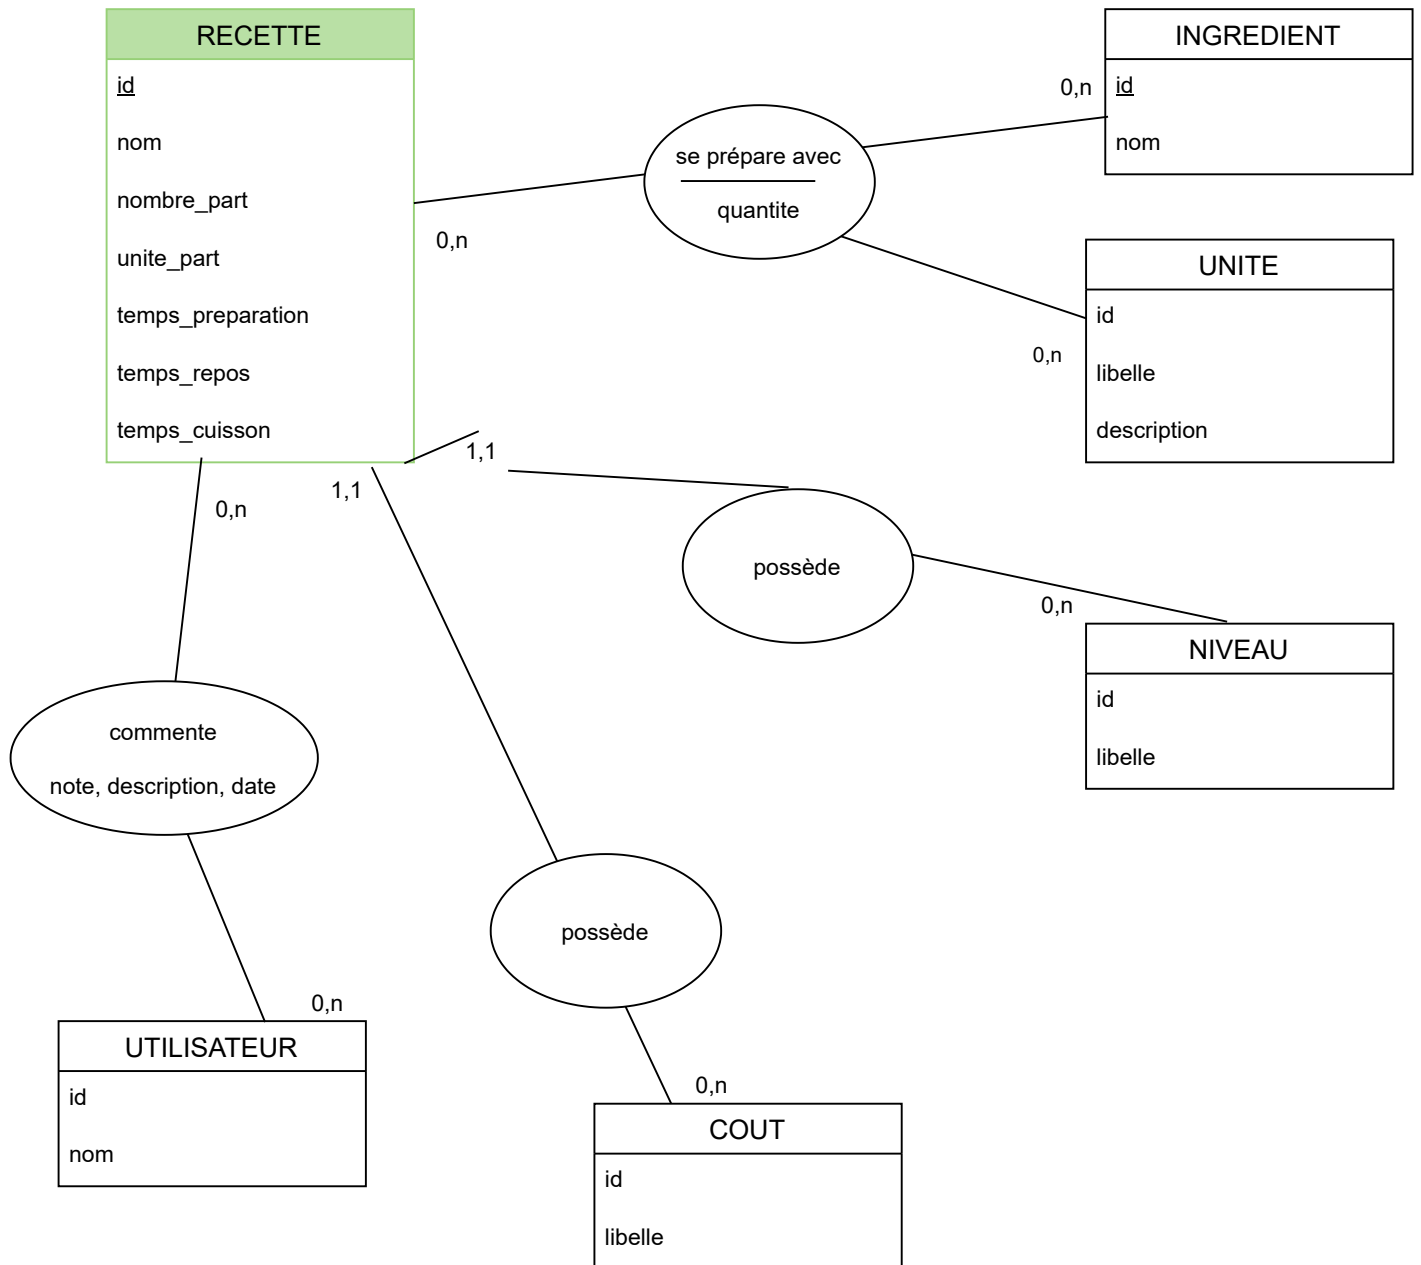 RECETTE
id
nom
nombre_part
unite_part
temps_preparation
temps_repos
temps_cuisson
0,n
se prépare avec
quantite
0,n
INGREDIENT
id
nom
0,n
UNITE
id
libelle
description
1,1
possède
0,n
NIVEAU
id
libelle
1,1
possède
0,n
COUT
id
libelle
0,n
commente
note, description, date
0,n
UTILISATEUR
id
nom